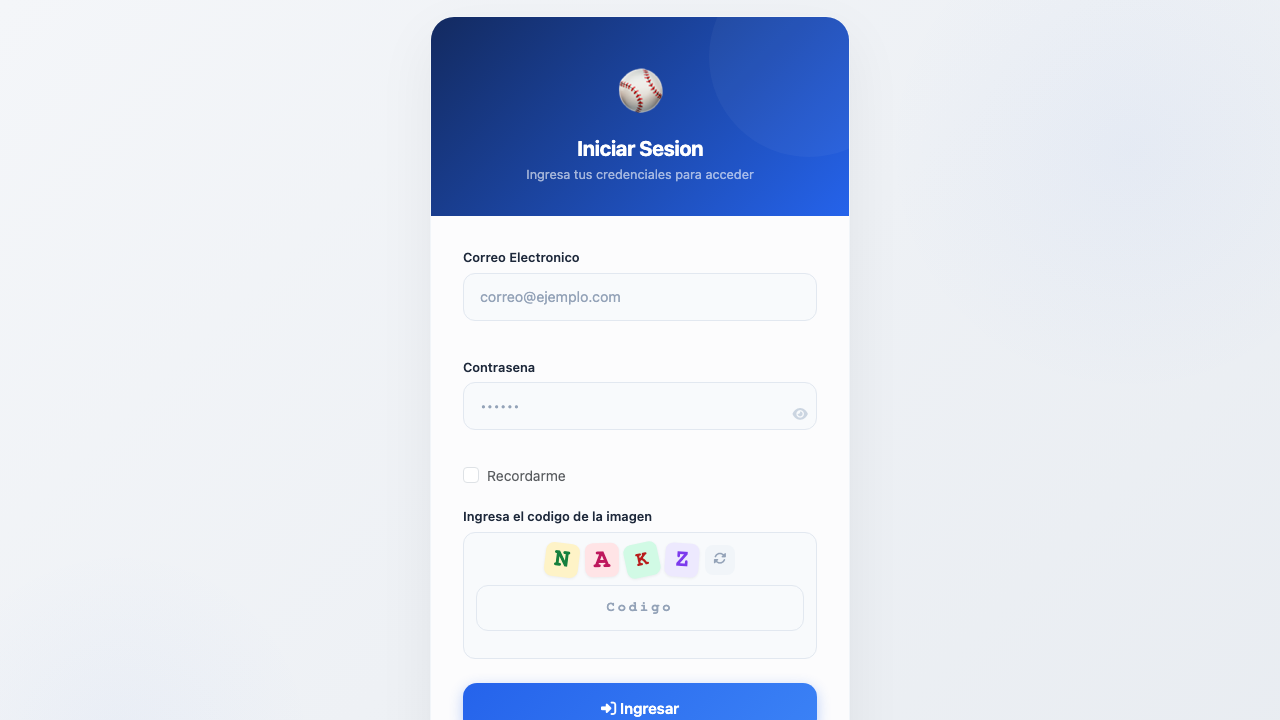 Iniciar Sesion
Ingresa tus credenciales para acceder
Correo Electronico
correo@ejemplo.com
Contrasena
••••••
Recordarme
Ingresa el codigo de la imagen
N A K Z
Codigo
Ingresar